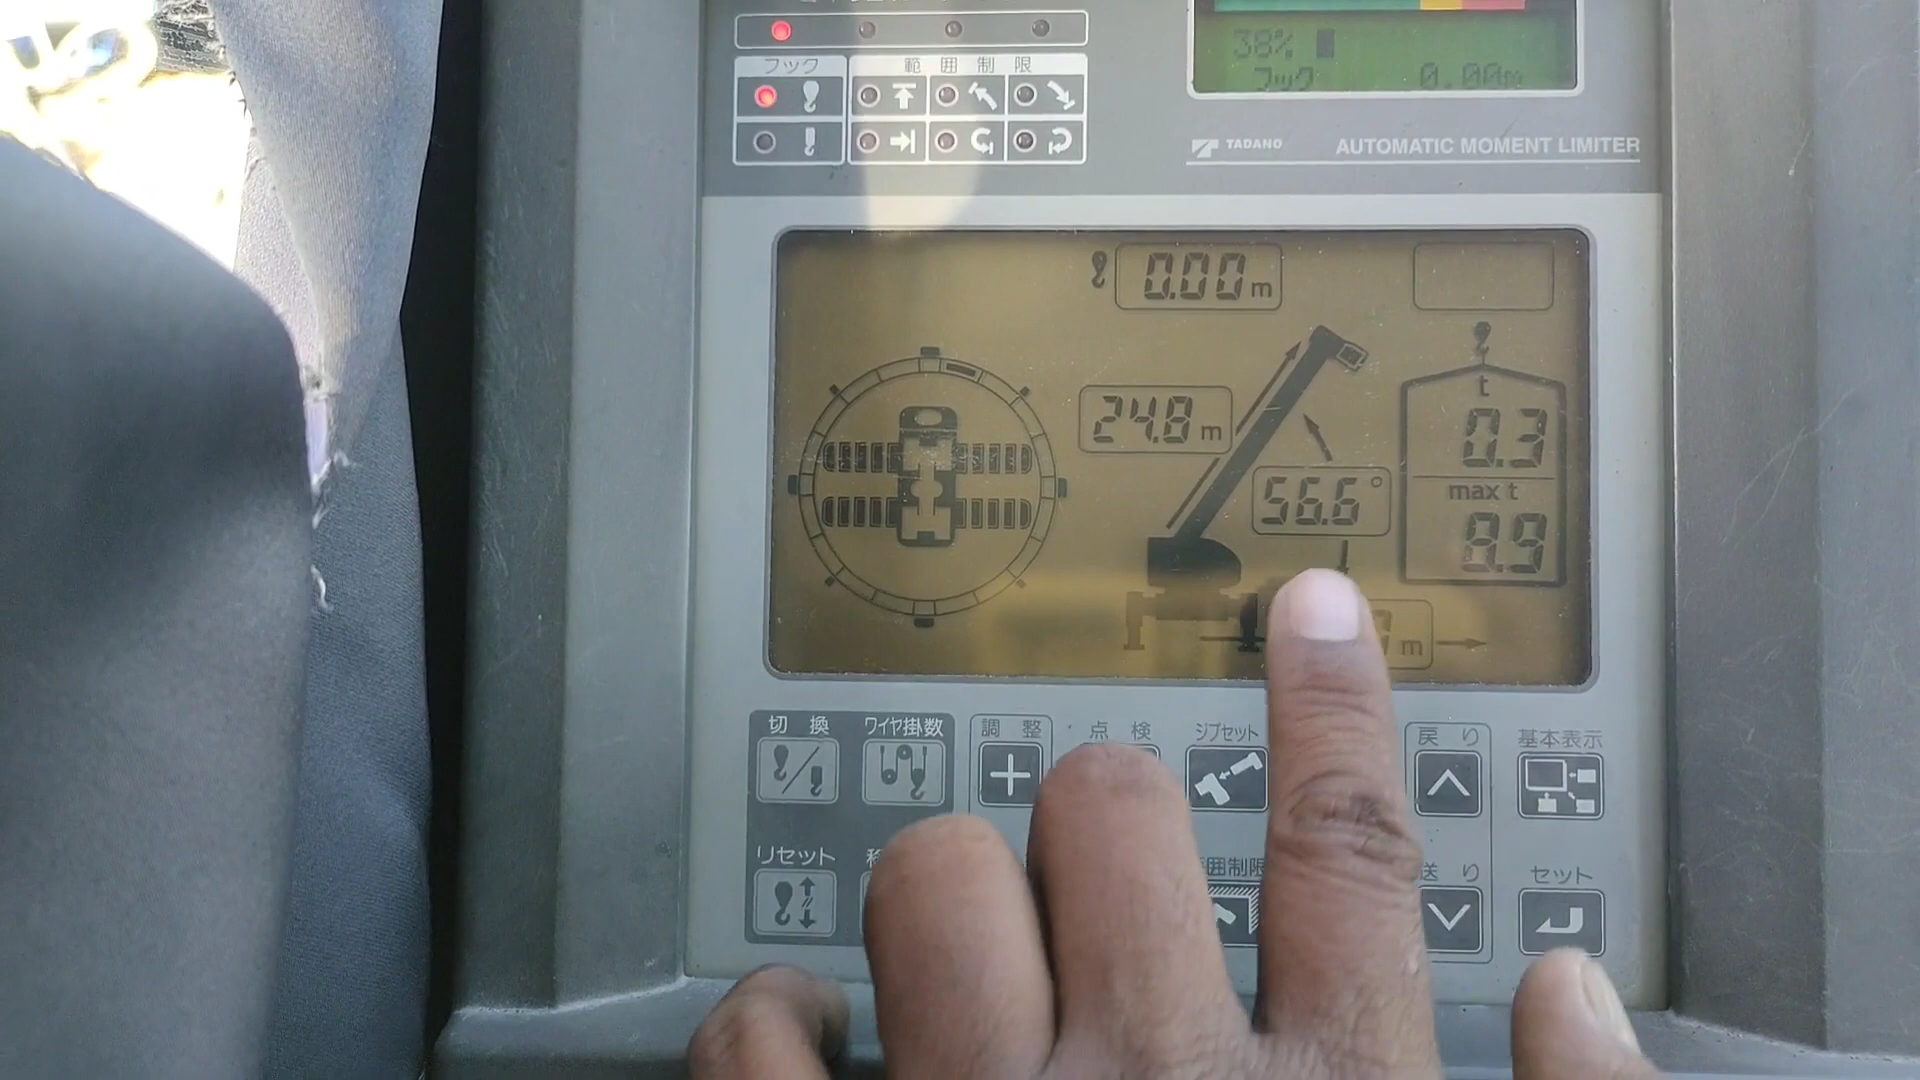 38%
フック 0.00m
フック 範囲制限
TADANO AUTOMATIC MOMENT LIMITER
0.00 m
24.8 m
t
0.3
56.6°
max t
8.9
m
切換 ワイヤ掛数 調整 点検 ジブセット 戻り 基本表示
リセット 囲制限 送り セット